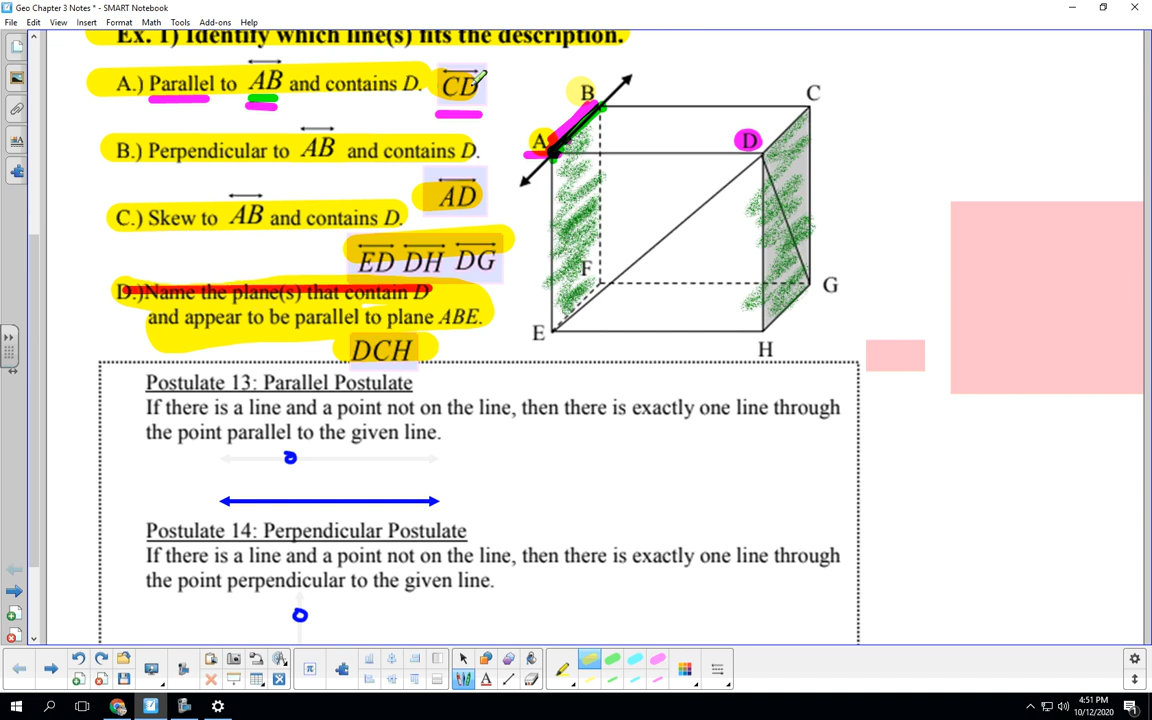 Geo Chapter 3 Notes * - SMART Notebook
File Edit View Insert Format Math Tools Add-ons Help
Ex. 1) Identify which line(s) fits the description.
A.) Parallel to AB and contains D. CD
B.) Perpendicular to AB and contains D.
AD
C.) Skew to AB and contains D.
ED DH DG
D.)Name the plane(s) that contain D
and appear to be parallel to plane ABE.
DCH
B
C
A
D
F
G
E
H
Postulate 13: Parallel Postulate
If there is a line and a point not on the line, then there is exactly one line through
the point parallel to the given line.
Postulate 14: Perpendicular Postulate
If there is a line and a point not on the line, then there is exactly one line through
the point perpendicular to the given line.
4:51 PM
10/12/2020